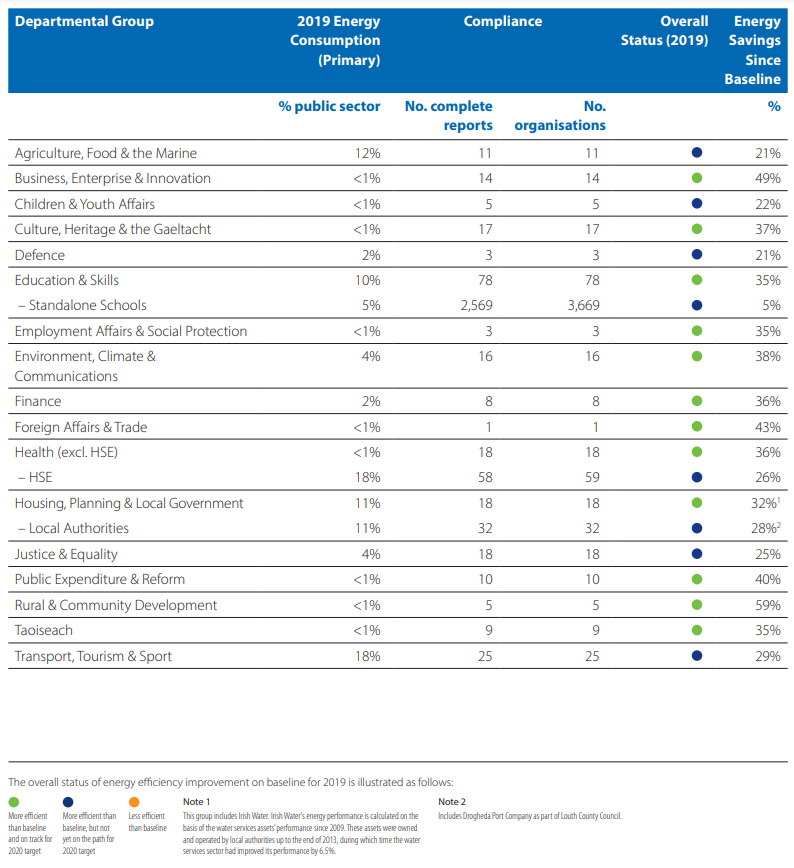 Departmental Group 2019 Energy Compliance Overall Energy
Consumption Status (2019) Savings
(Primary) Since
Baseline
% public sector No. complete No. %
reports organisations
Agriculture, Food & the Marine 12% 11 11 21%
Business, Enterprise & Innovation <1% 14 14 49%
Children & Youth Affairs <1% 5 5 22%
Culture, Heritage & the Gaeltacht <1% 17 17 37%
Defence 2% 3 3 21%
Education & Skills 10% 78 78 35%
– Standalone Schools 5% 2,569 3,669 5%
Employment Affairs & Social Protection <1% 3 3 35%
Environment, Climate & 4% 16 16 38%
Communications
Finance 2% 8 8 36%
Foreign Affairs & Trade <1% 1 1 43%
Health (excl. HSE) <1% 18 18 36%
– HSE 18% 58 59 26%
Housing, Planning & Local Government 11% 18 18 32%¹
– Local Authorities 11% 32 32 28%²
Justice & Equality 4% 18 18 25%
Public Expenditure & Reform <1% 10 10 40%
Rural & Community Development <1% 5 5 59%
Taoiseach <1% 9 9 35%
Transport, Tourism & Sport 18% 25 25 29%
The overall status of energy efficiency improvement on baseline for 2019 is illustrated as follows:
More efficient
than baseline
and on track for
2020 target
More efficient than
baseline, but not
yet on the path for
2020 target
Less efficient
than baseline
Note 1
This group includes Irish Water. Irish Water's energy performance is calculated on the
basis of the water services assets' performance since 2009. These assets were owned
and operated by local authorities up to the end of 2013, during which time the water
services sector had improved its performance by 6.5%.
Note 2
Includes Drogheda Port Company as part of Louth County Council.